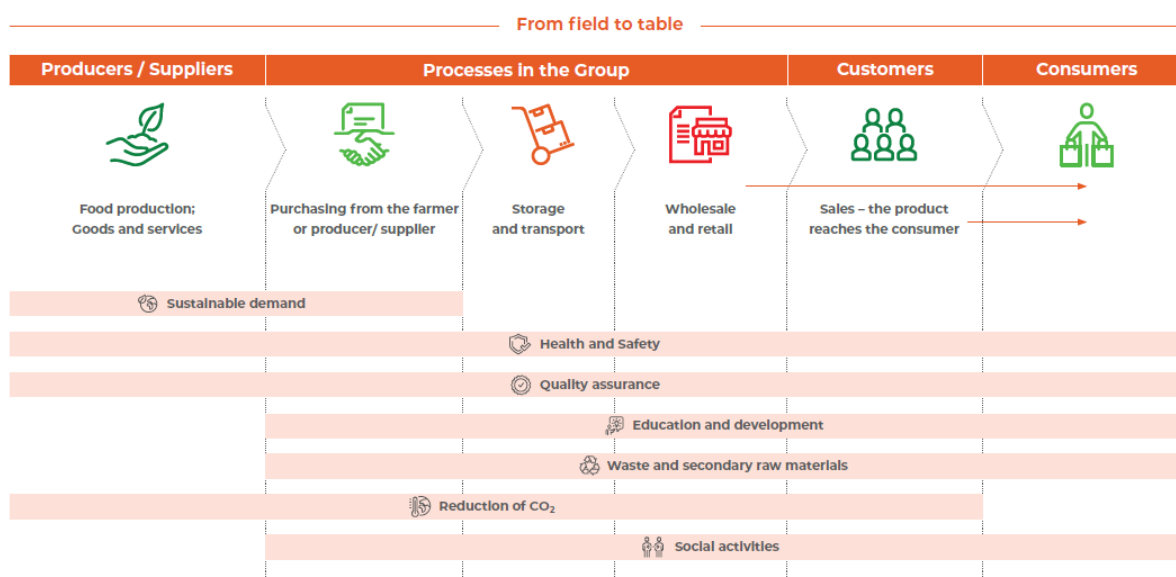 From field to table
Producers / Suppliers
Processes in the Group
Customers
Consumers
Food production;
Goods and services
Purchasing from the farmer
or producer/ supplier
Storage
and transport
Wholesale
and retail
Sales – the product
reaches the consumer
Sustainable demand
Health and Safety
Quality assurance
Education and development
Waste and secondary raw materials
Reduction of CO₂
Social activities